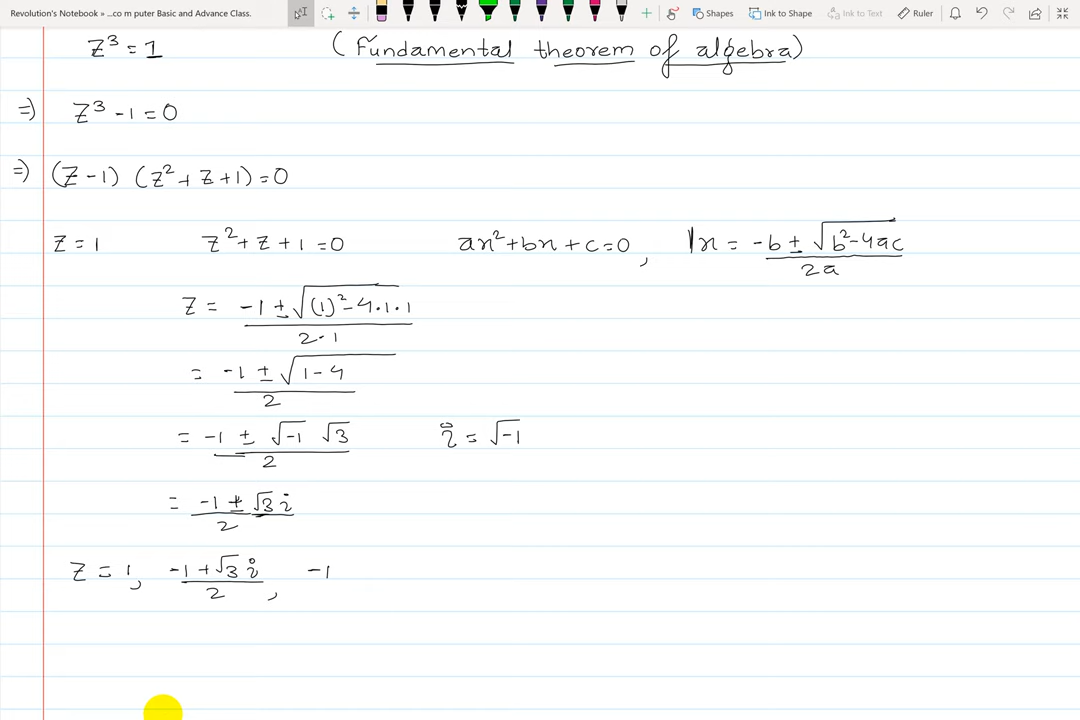 Revolution's Notebook » ...co m puter Basic and Advance Class.
Shapes
Ink to Shape
Ink to Text
Ruler
z³ = 1 (Fundamental theorem of algebra)
=) z³ - 1 = 0
=) (z - 1) (z² + z + 1) = 0
z = 1 z² + z + 1 = 0 ax² + bx + c = 0, x = (-b ± √(b² - 4ac))/2a
z = (-1 ± √((1)² - 4·1·1))/(2·1)
= (-1 ± √(1 - 4))/2
= (-1 ± √-1 √3)/2 i = √-1
= (-1 ± √3 i)/2
z = 1, (-1 + √3 i)/2, -1